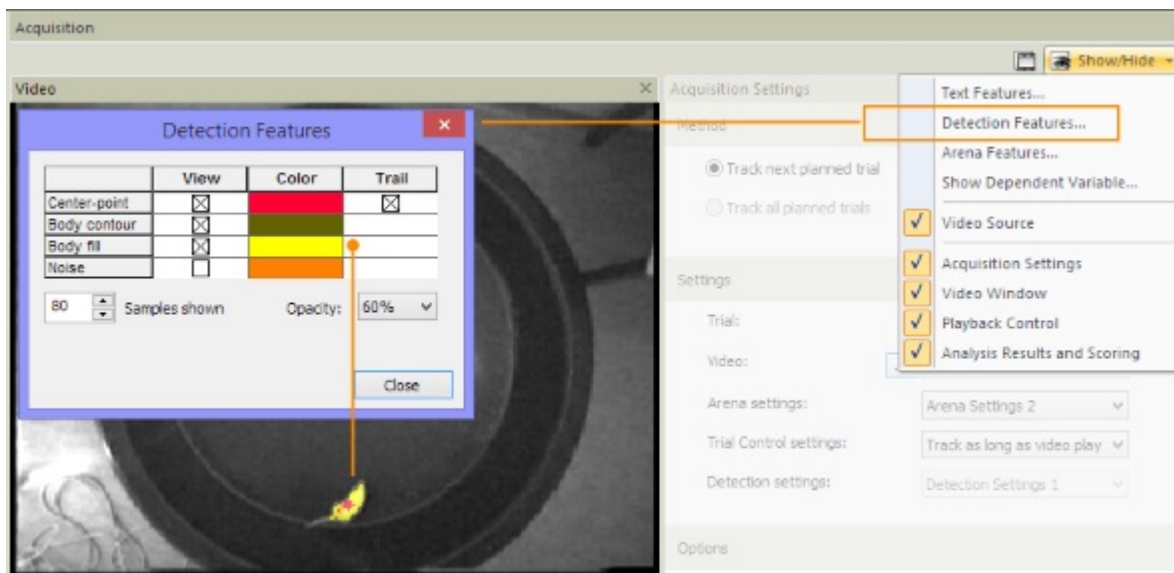 Acquisition
Show/Hide
Video
Acquisition Settings
Text Features...
Detection Features...
Arena Features...
Show Dependent Variable...
Video Source
Acquisition Settings
Video Window
Playback Control
Analysis Results and Scoring
Detection Features
View Color Trail
Center-point
Body contour
Body fill
Noise
80 Samples shown Opacity: 60%
Close
Method
Track next planned trial
Track all planned trials
Settings
Trial:
Video:
Arena settings: Arena Settings 2
Trial Control settings: Track as long as video play
Detection settings: Detection Settings 1
Options